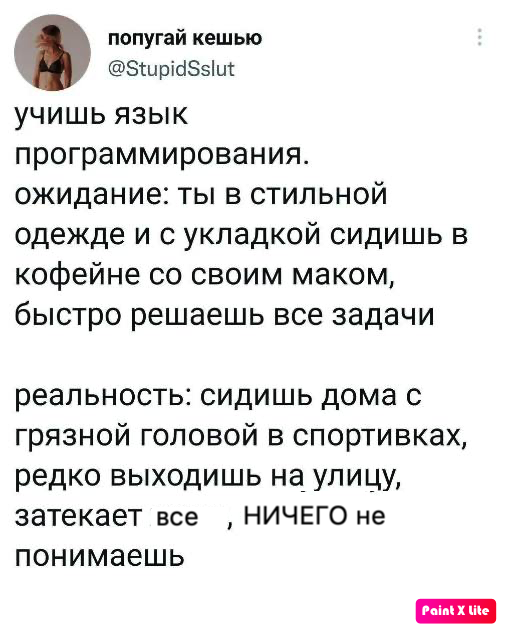 попугай кешью
@StupidSslut
учишь язык
программирования.
ожидание: ты в стильной
одежде и с укладкой сидишь в
кофейне со своим маком,
быстро решаешь все задачи
реальность: сидишь дома с
грязной головой в спортивках,
редко выходишь на улицу,
затекает все , НИЧЕГО не
понимаешь
Paint X lite